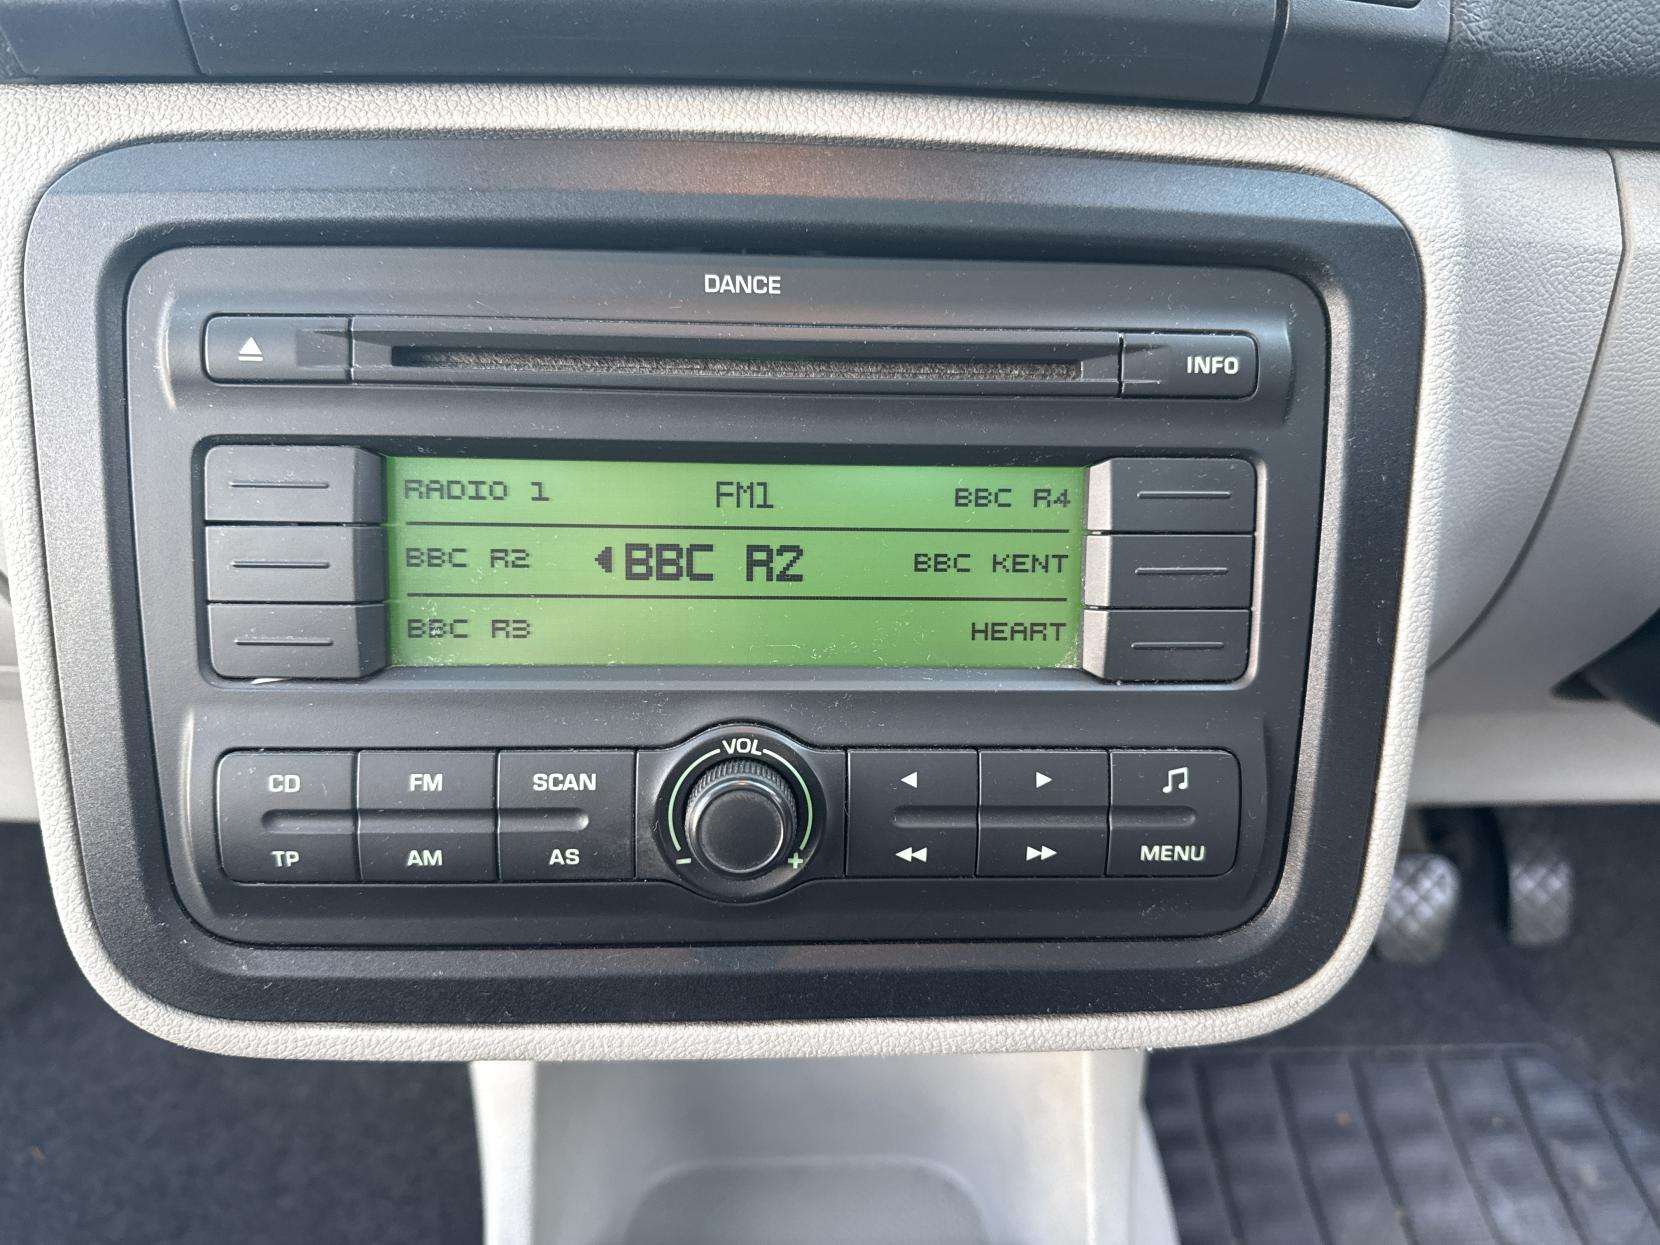 DANCE
INFO
RADIO 1 FM1 BBC R4
BBC R2 BBC R2 BBC KENT
BBC R3 HEART
VOL
CD FM SCAN
TP AM AS
- +
MENU